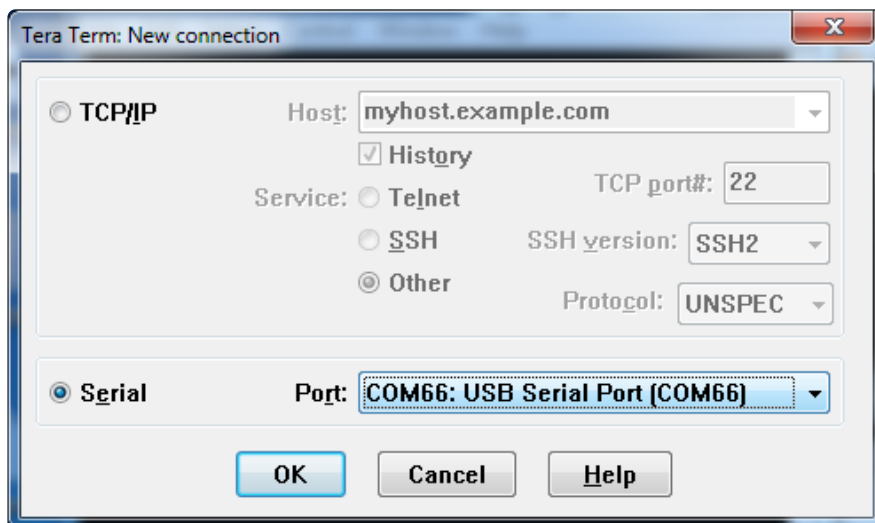 Tera Term: New connection
TCP/IP Host: myhost.example.com
History
Service: Telnet TCP port#: 22
SSH SSH version: SSH2
Other Protocol: UNSPEC
Serial Port: COM66: USB Serial Port (COM66)
OK Cancel Help